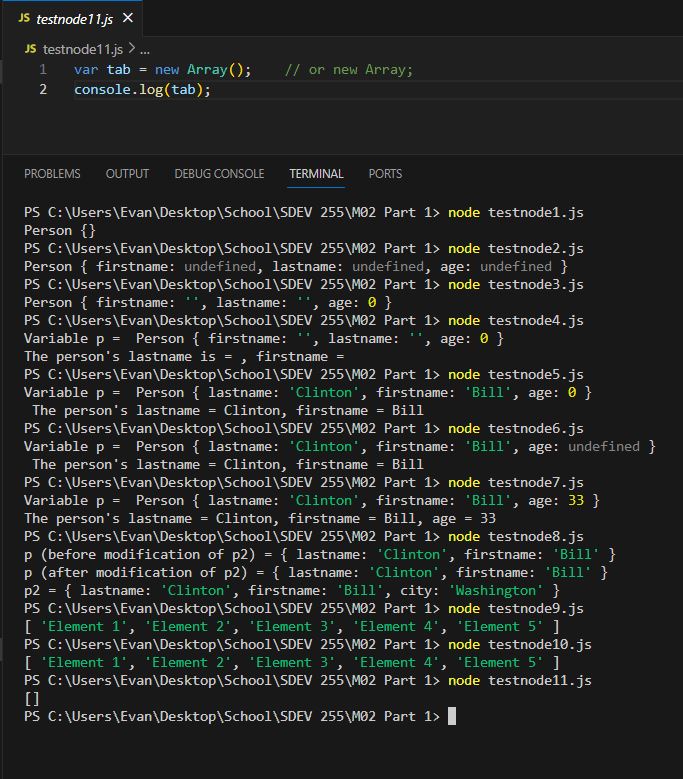 JS testnode11.js ×
JS testnode11.js > ...
1 var tab = new Array();    // or new Array;
2 console.log(tab);
PROBLEMS OUTPUT DEBUG CONSOLE TERMINAL PORTS
PS C:\Users\Evan\Desktop\School\SDEV 255\M02 Part 1> node testnode1.js
Person {}
PS C:\Users\Evan\Desktop\School\SDEV 255\M02 Part 1> node testnode2.js
Person { firstname: undefined, lastname: undefined, age: undefined }
PS C:\Users\Evan\Desktop\School\SDEV 255\M02 Part 1> node testnode3.js
Person { firstname: '', lastname: '', age: 0 }
PS C:\Users\Evan\Desktop\School\SDEV 255\M02 Part 1> node testnode4.js
Variable p =  Person { firstname: '', lastname: '', age: 0 }
The person's lastname is = , firstname =
PS C:\Users\Evan\Desktop\School\SDEV 255\M02 Part 1> node testnode5.js
Variable p =  Person { lastname: 'Clinton', firstname: 'Bill', age: 0 }
 The person's lastname = Clinton, firstname = Bill
PS C:\Users\Evan\Desktop\School\SDEV 255\M02 Part 1> node testnode6.js
Variable p =  Person { lastname: 'Clinton', firstname: 'Bill', age: undefined }
 The person's lastname = Clinton, firstname = Bill
PS C:\Users\Evan\Desktop\School\SDEV 255\M02 Part 1> node testnode7.js
Variable p =  Person { lastname: 'Clinton', firstname: 'Bill', age: 33 }
The person's lastname = Clinton, firstname = Bill, age = 33
PS C:\Users\Evan\Desktop\School\SDEV 255\M02 Part 1> node testnode8.js
p (before modification of p2) = { lastname: 'Clinton', firstname: 'Bill' }
p (after modification of p2) = { lastname: 'Clinton', firstname: 'Bill' }
p2 = { lastname: 'Clinton', firstname: 'Bill', city: 'Washington' }
PS C:\Users\Evan\Desktop\School\SDEV 255\M02 Part 1> node testnode9.js
[ 'Element 1', 'Element 2', 'Element 3', 'Element 4', 'Element 5' ]
PS C:\Users\Evan\Desktop\School\SDEV 255\M02 Part 1> node testnode10.js
[ 'Element 1', 'Element 2', 'Element 3', 'Element 4', 'Element 5' ]
PS C:\Users\Evan\Desktop\School\SDEV 255\M02 Part 1> node testnode11.js
[]
PS C:\Users\Evan\Desktop\School\SDEV 255\M02 Part 1>